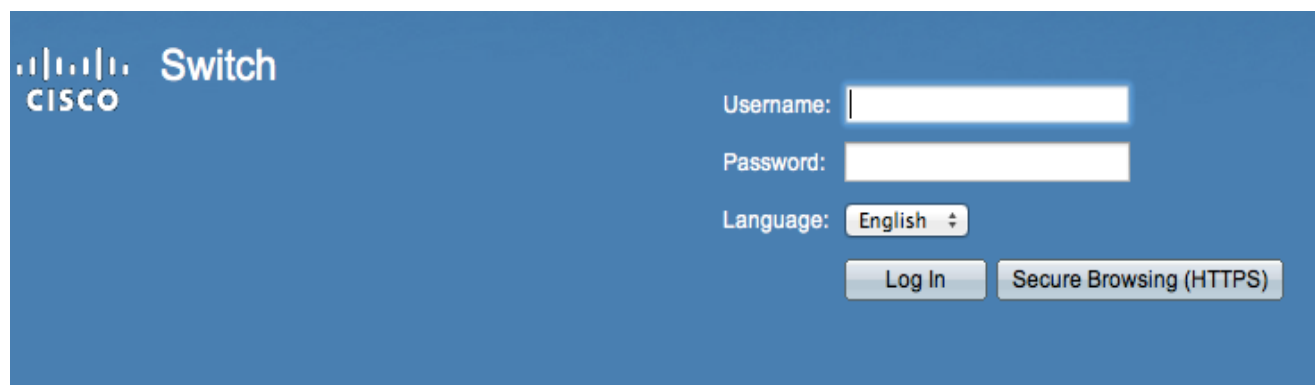 CISCO
Switch
Username:
Password:
Language: English
Log In Secure Browsing (HTTPS)